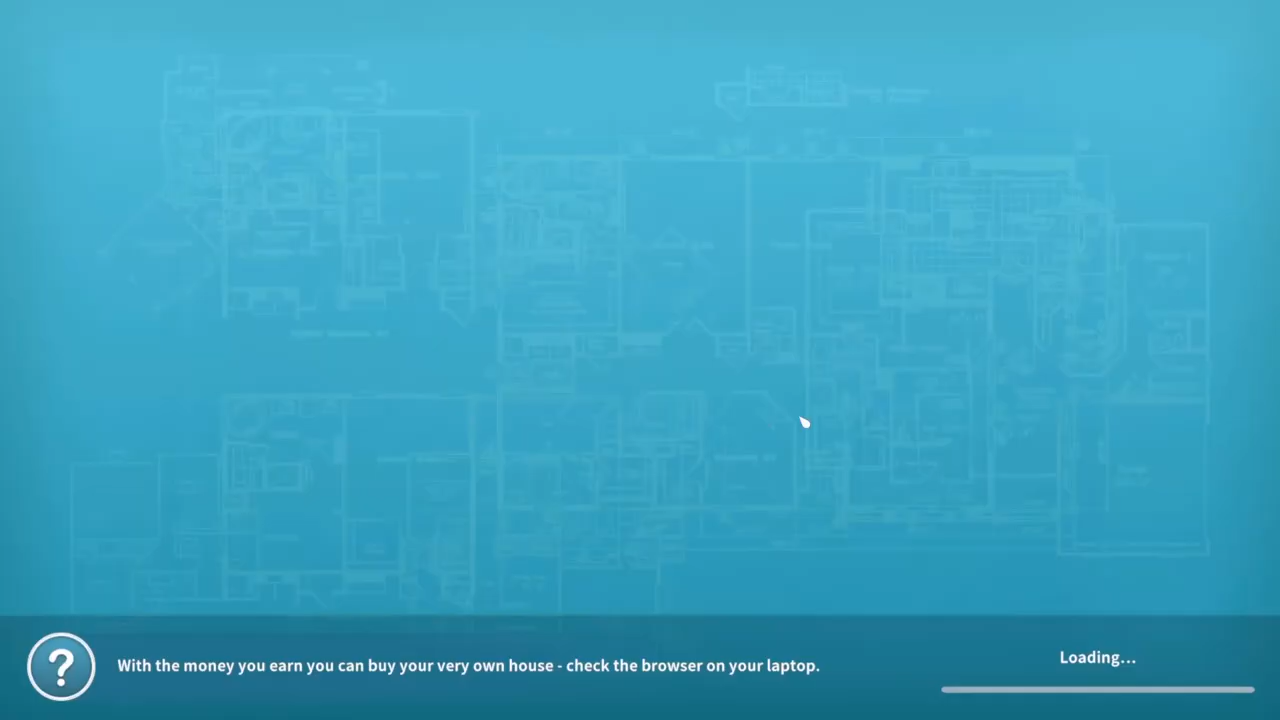 ?
With the money you earn you can buy your very own house - check the browser on your laptop.
Loading...